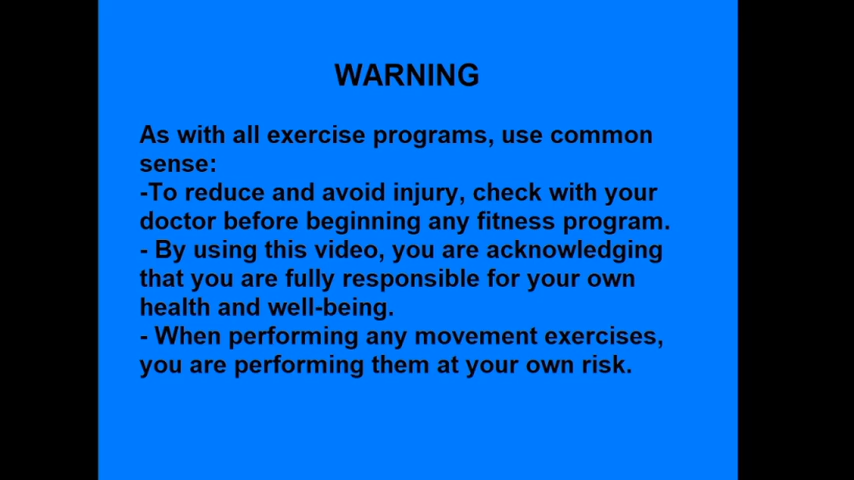 WARNING
As with all exercise programs, use common
sense:
-To reduce and avoid injury, check with your
doctor before beginning any fitness program.
- By using this video, you are acknowledging
that you are fully responsible for your own
health and well-being.
- When performing any movement exercises,
you are performing them at your own risk.